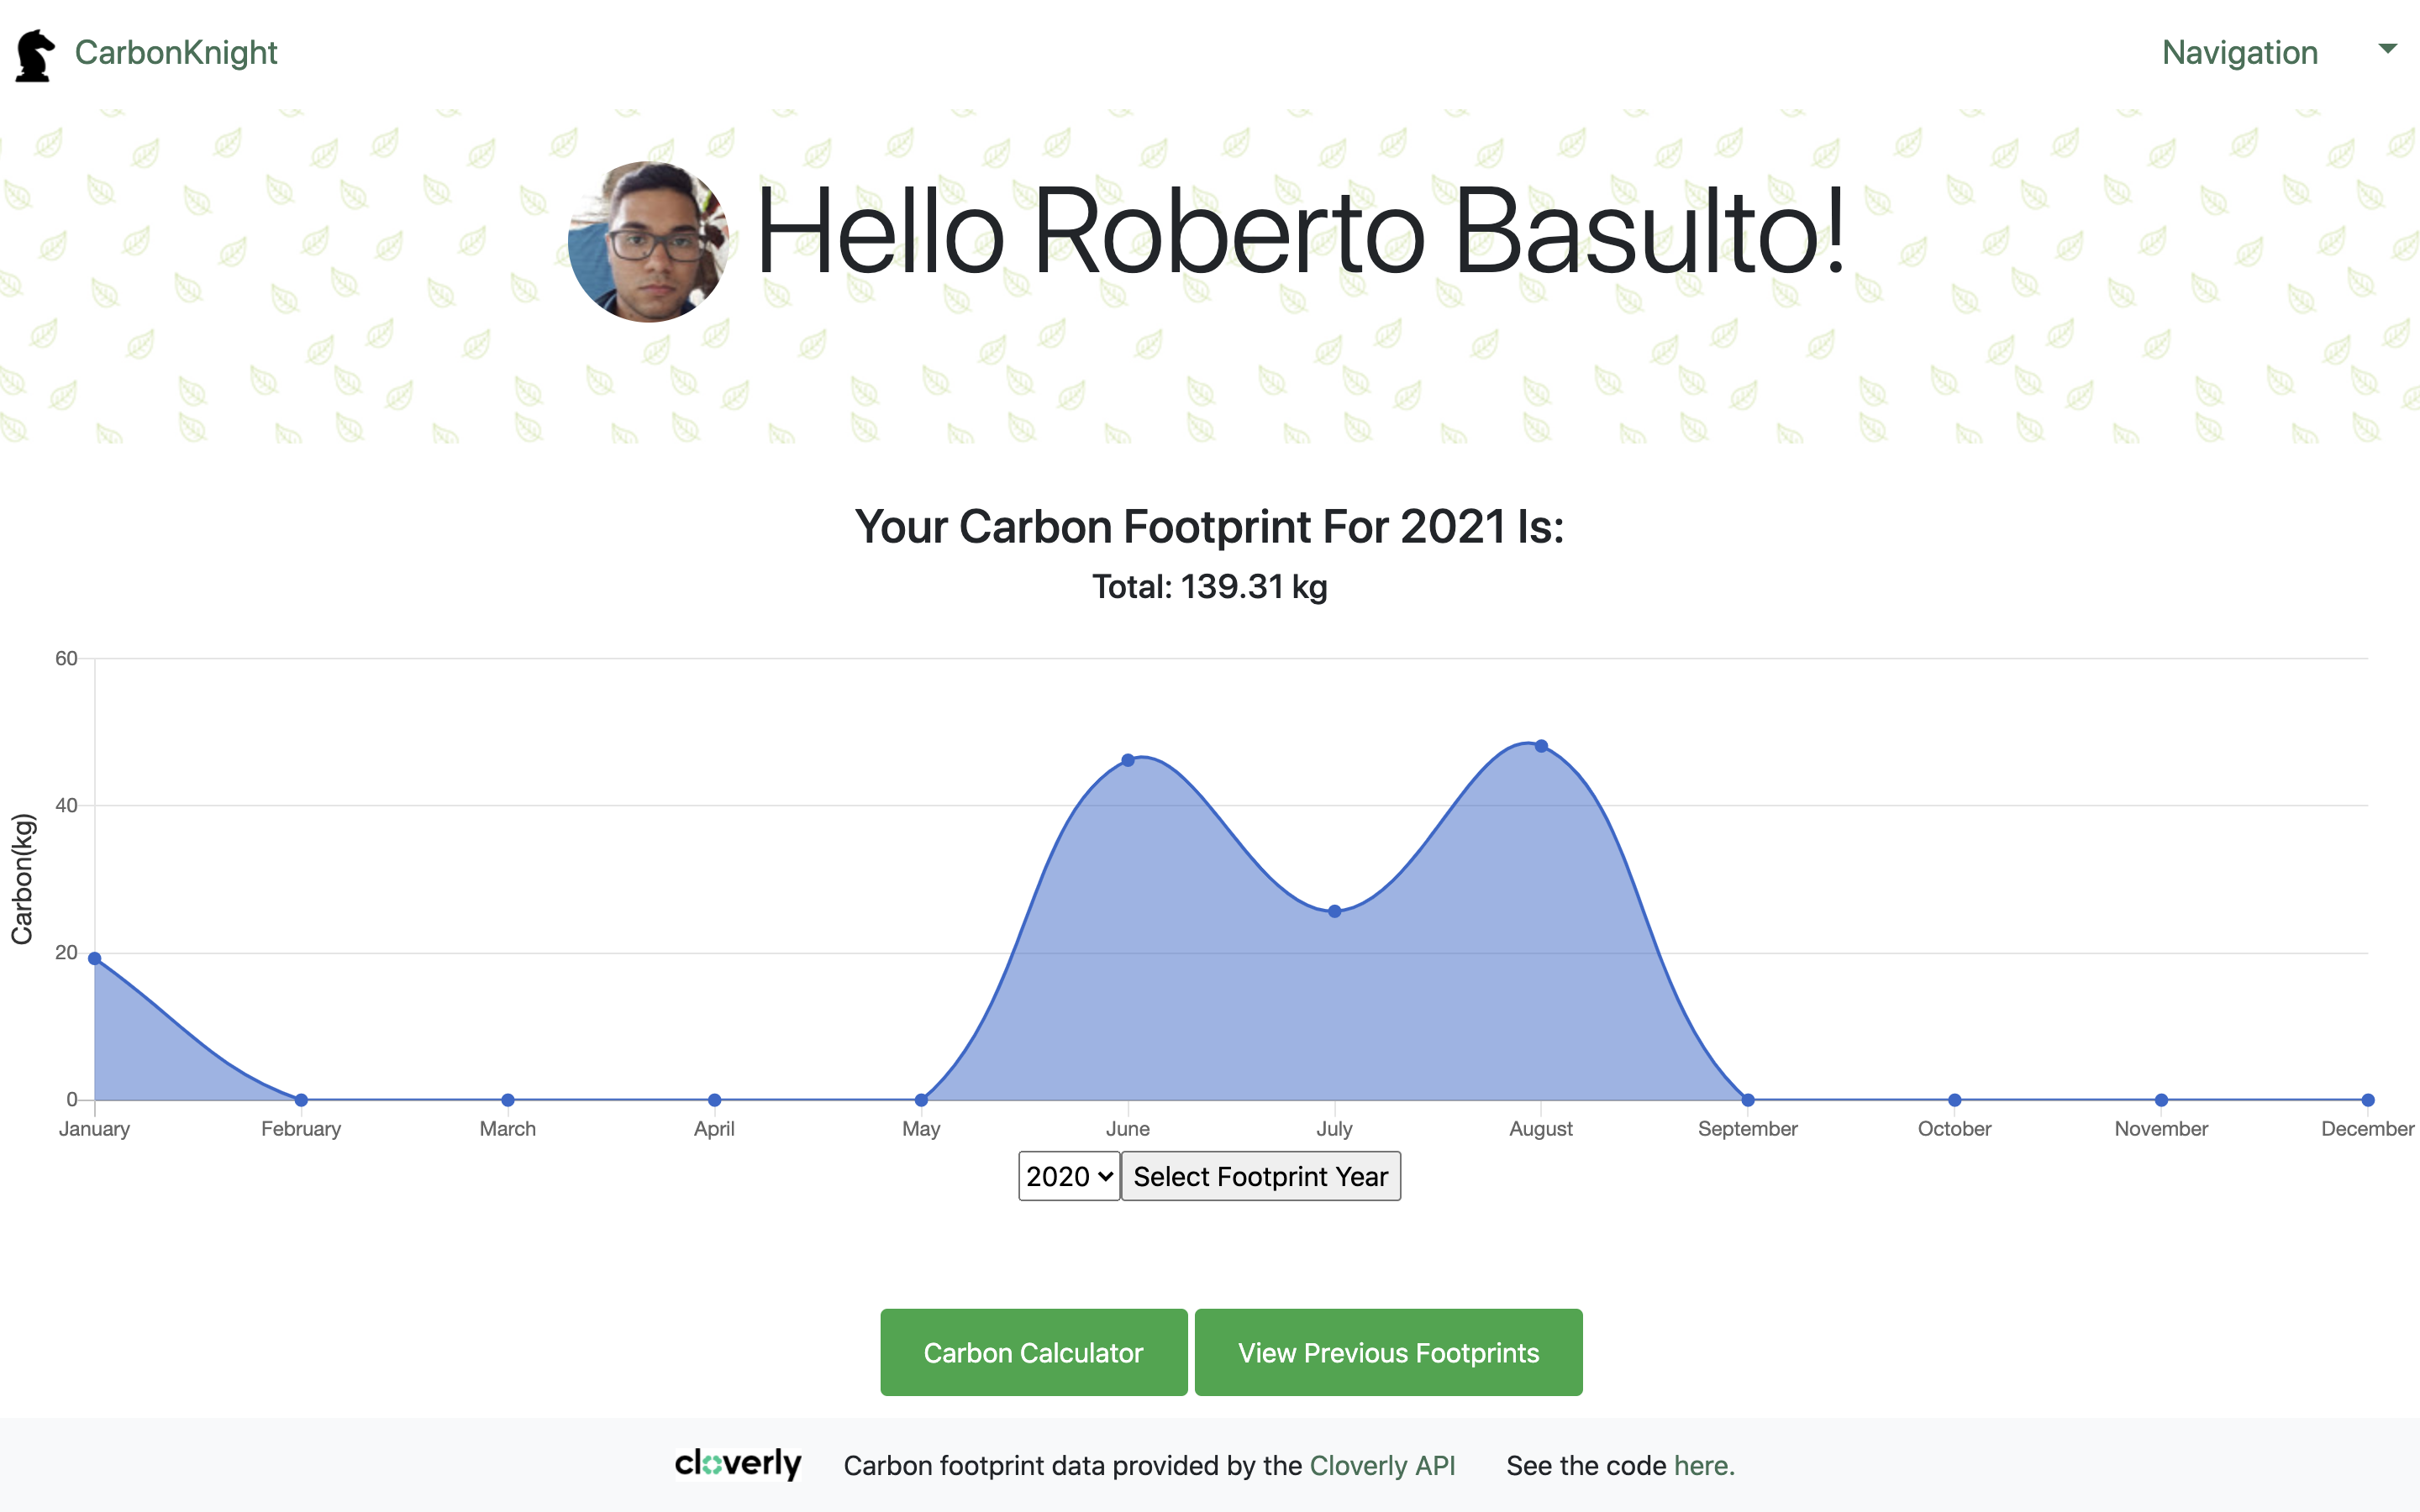 CarbonKnight
Navigation
Hello Roberto Basulto!
Your Carbon Footprint For 2021 Is:
Total: 139.31 kg
60
40
20
0
Carbon(kg)
January February March April May June July August September October November December
2020 Select Footprint Year
Carbon Calculator View Previous Footprints
cloverly Carbon footprint data provided by the Cloverly API See the code here.